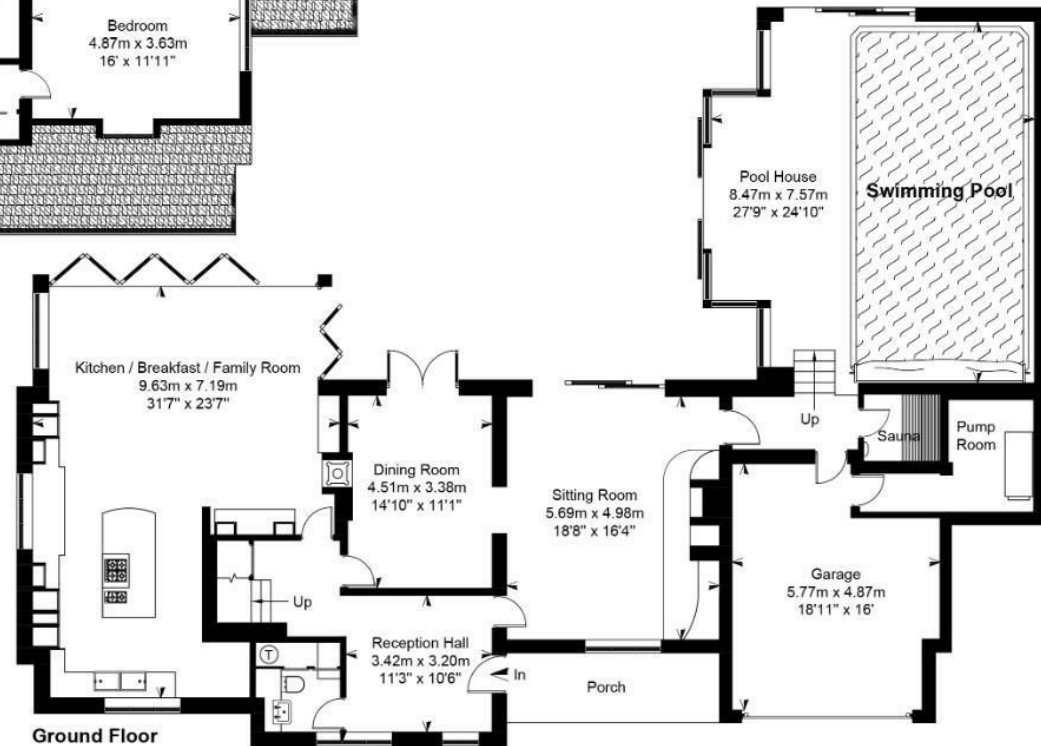 Bedroom
4.87m x 3.63m
16' x 11'11"
Pool House
8.47m x 7.57m
27'9" x 24'10"
Swimming Pool
Kitchen / Breakfast / Family Room
9.63m x 7.19m
31'7" x 23'7"
Dining Room
4.51m x 3.38m
14'10" x 11'1"
Sitting Room
5.69m x 4.98m
18'8" x 16'4"
Up
Sauna
Pump
Room
Garage
5.77m x 4.87m
18'11" x 16'
Up
Reception Hall
3.42m x 3.20m
11'3" x 10'6"
T
In
Porch
Ground Floor